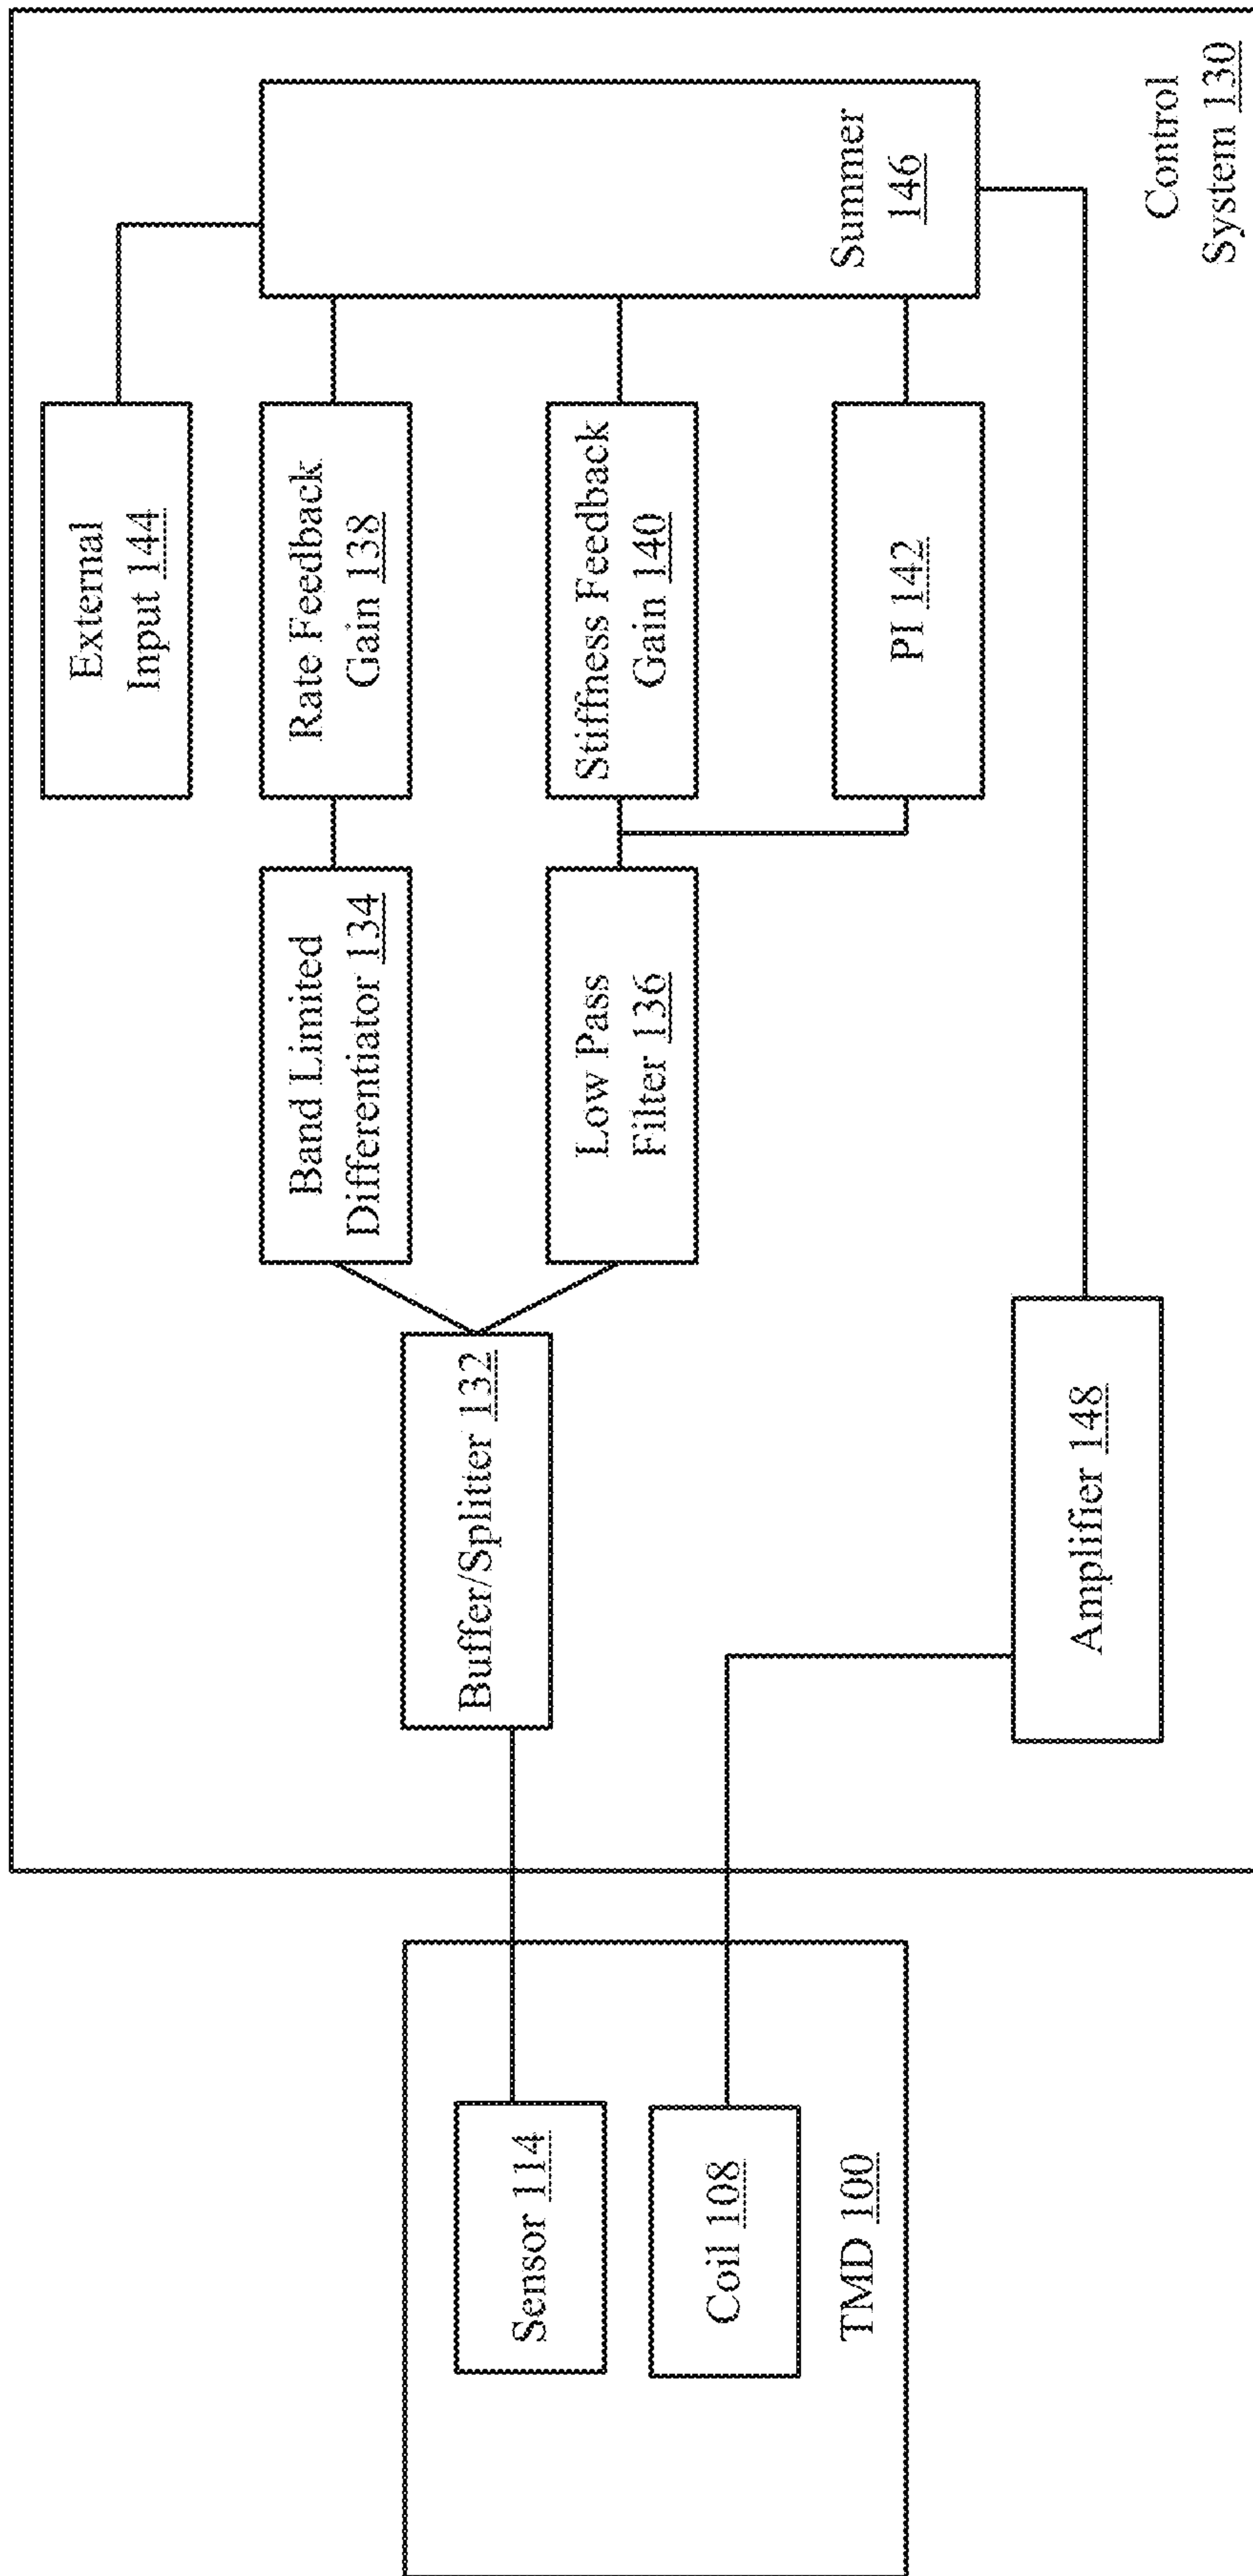 Sensor 114
Coil 108
TMD 100
Buffer/Splitter 132
Band Limited
Differentiator 134
Low Pass
Filter 136
External
Input 144
Rate Feedback
Gain 138
Stiffness Feedback
Gain 140
PI 142
Summer
146
Amplifier 148
Control
System 130